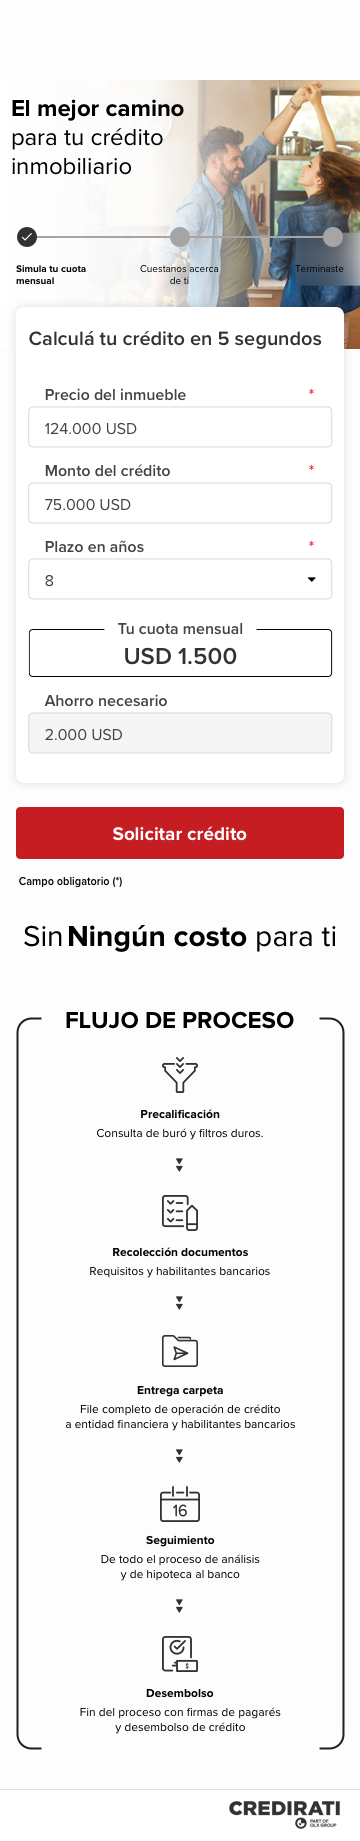 El mejor camino
para tu crédito
inmobiliario
Simula tu cuota
mensual
Cuestanos acerca
de ti
Terminaste
Calculá tu crédito en 5 segundos
Precio del inmueble *
124.000 USD
Monto del crédito *
75.000 USD
Plazo en años *
8
Tu cuota mensual
USD 1.500
Ahorro necesario
2.000 USD
Solicitar crédito
Campo obligatorio (*)
Sin Ningún costo para ti
FLUJO DE PROCESO
Precalificación
Consulta de buró y filtros duros.
Recolección documentos
Requisitos y habilitantes bancarios
Entrega carpeta
File completo de operación de crédito
a entidad financiera y habilitantes bancarios
16
Seguimiento
De todo el proceso de análisis
y de hipoteca al banco
$
Desembolso
Fin del proceso con firmas de pagarés
y desembolso de crédito
CREDIRATI
PART OF
OLX GROUP